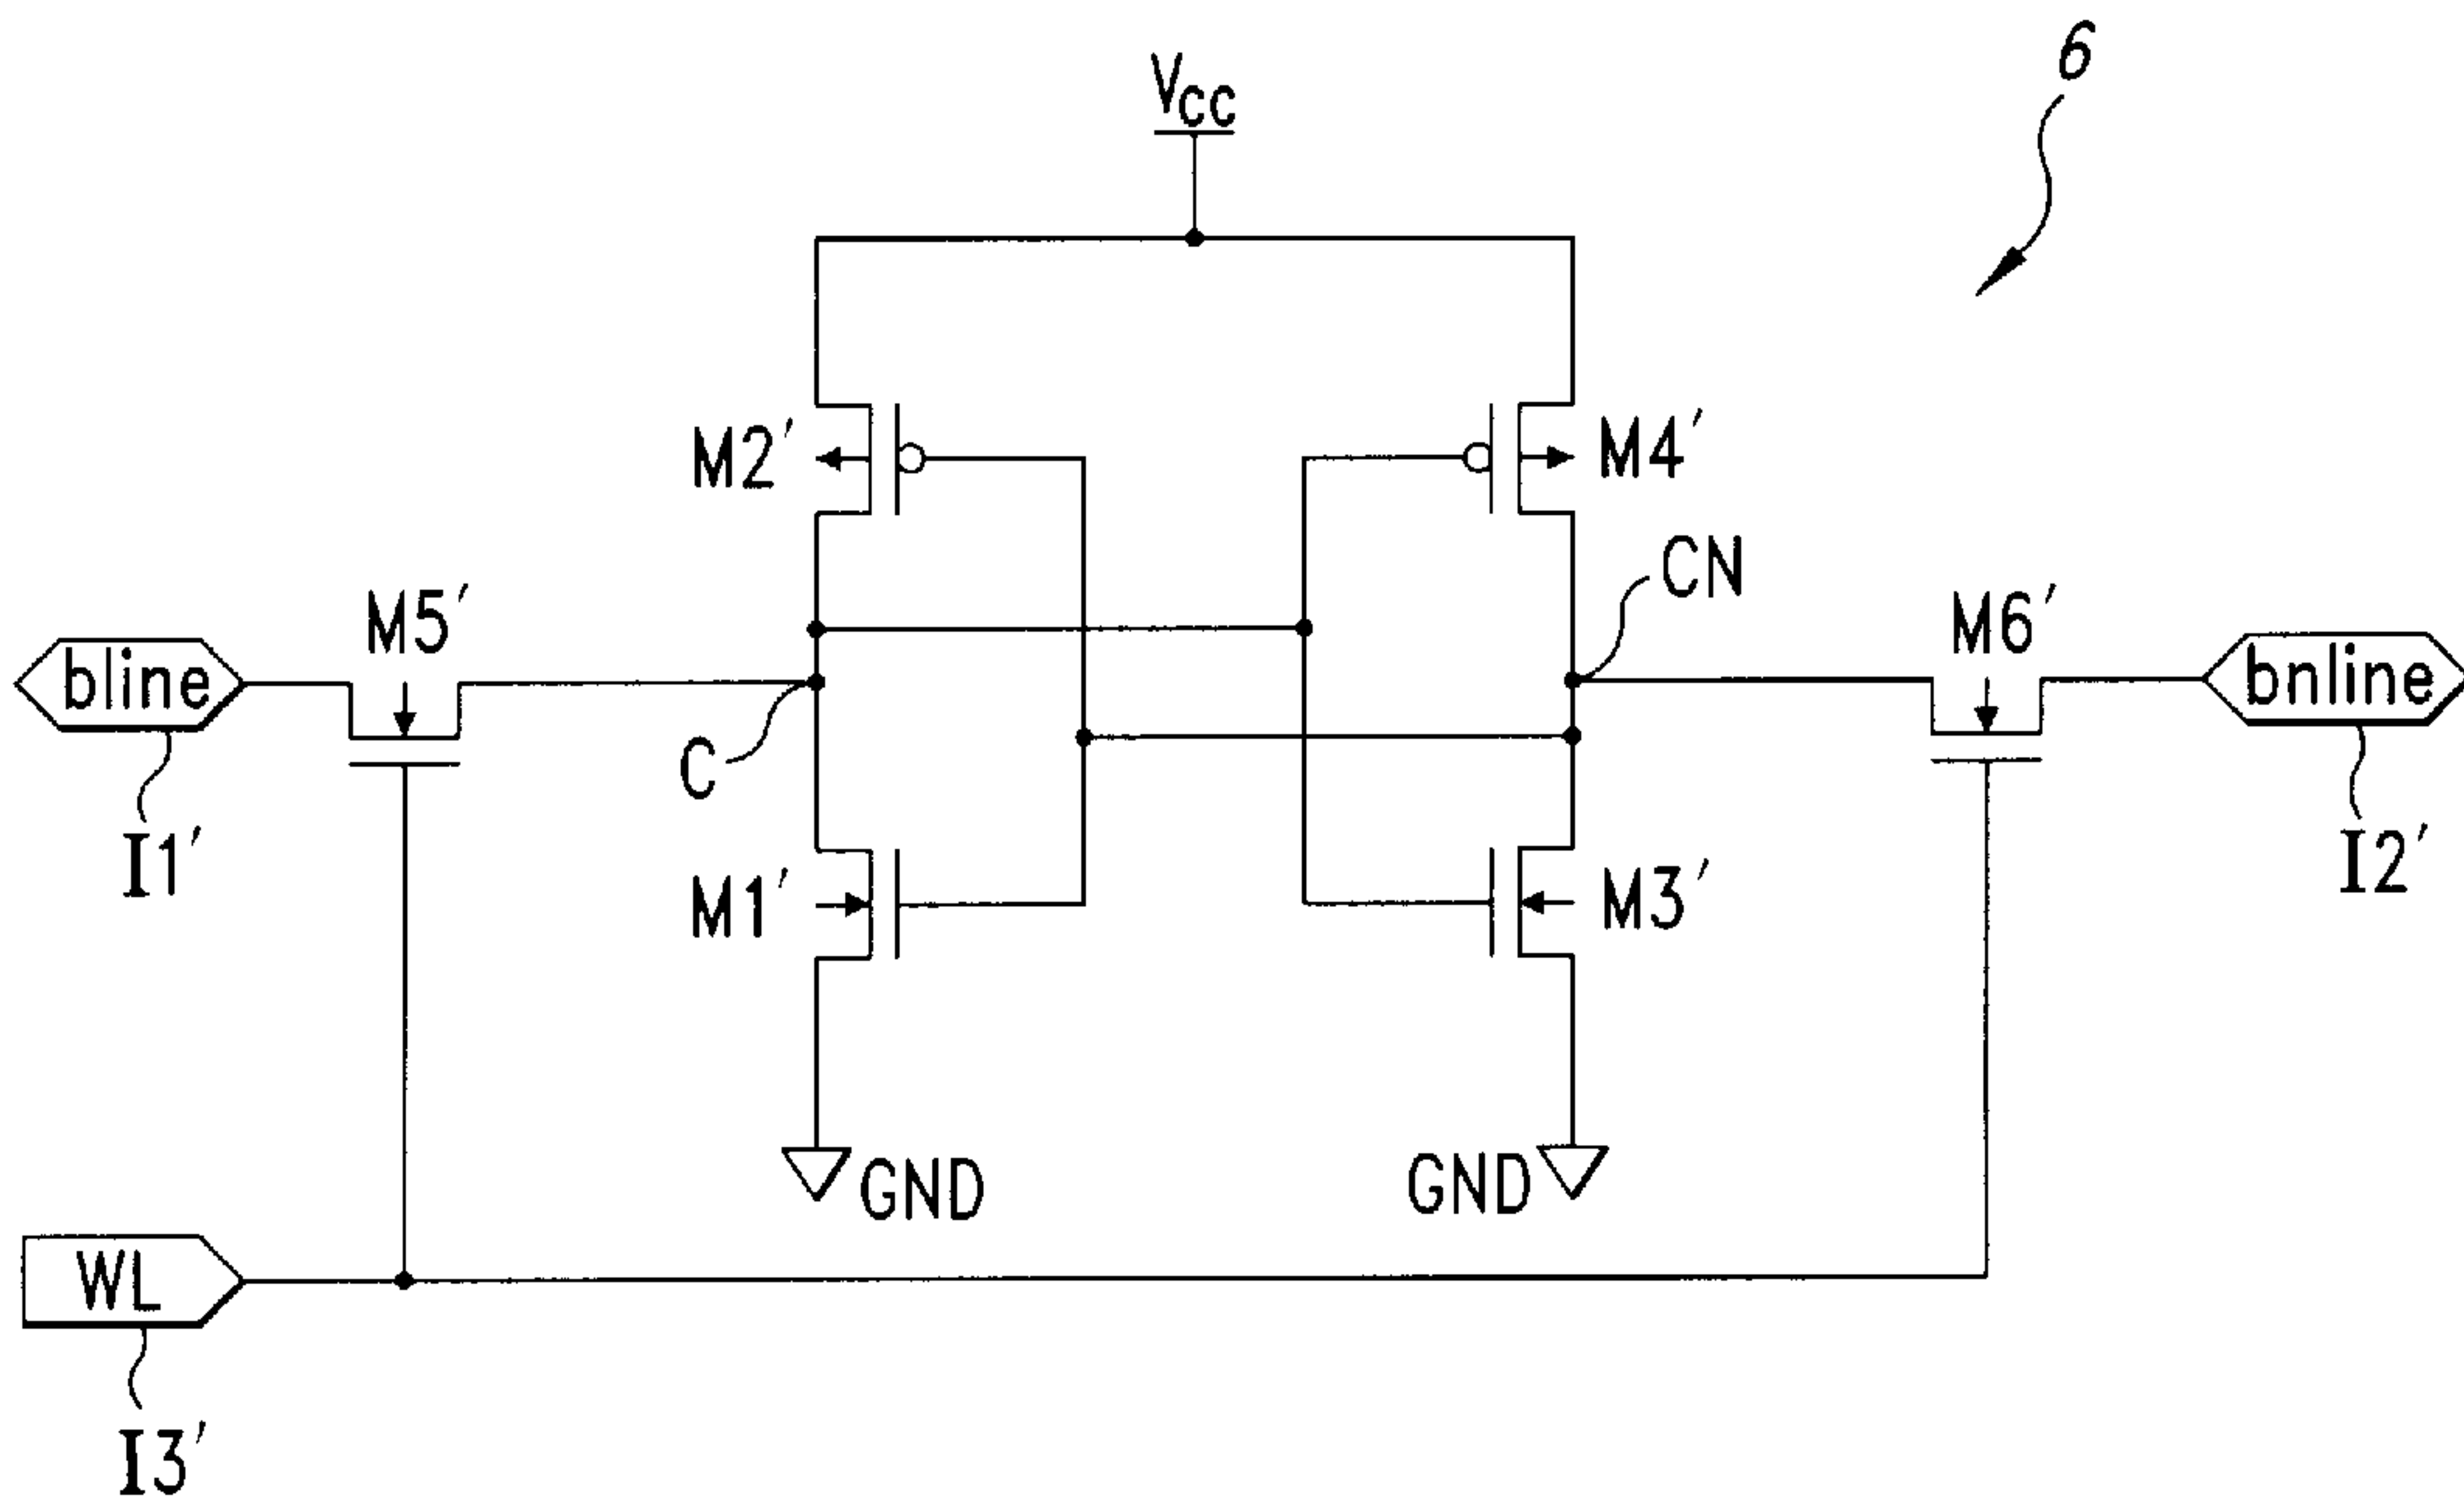 6
VCC
M2′
M4′
CN
M5′
M6′
bline
bnline
C
I1′
I2′
M1′
M3′
GND
GND
WL
I3′